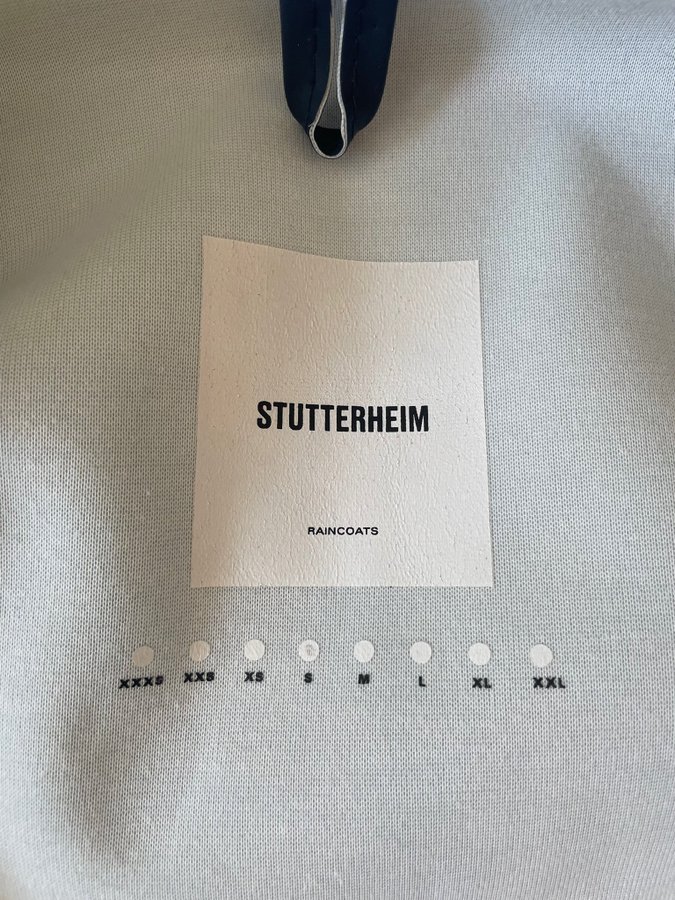 STUTTERHEIM
RAINCOATS
XXXS XXS XS S M L XL XXL